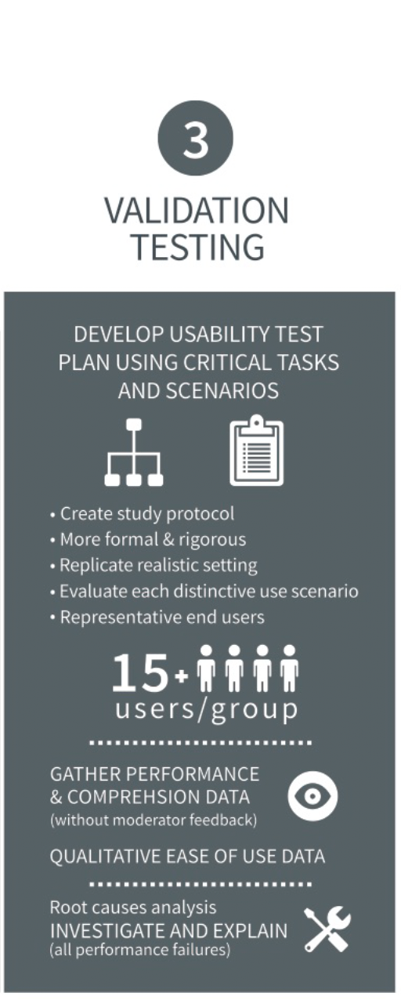 3
VALIDATION
TESTING
DEVELOP USABILITY TEST
PLAN USING CRITICAL TASKS
AND SCENARIOS
• Create study protocol
• More formal & rigorous
• Replicate realistic setting
• Evaluate each distinctive use scenario
• Representative end users
15+
users/group
GATHER PERFORMANCE
& COMPREHSION DATA
(without moderator feedback)
QUALITATIVE EASE OF USE DATA
Root causes analysis
INVESTIGATE AND EXPLAIN
(all performance failures)